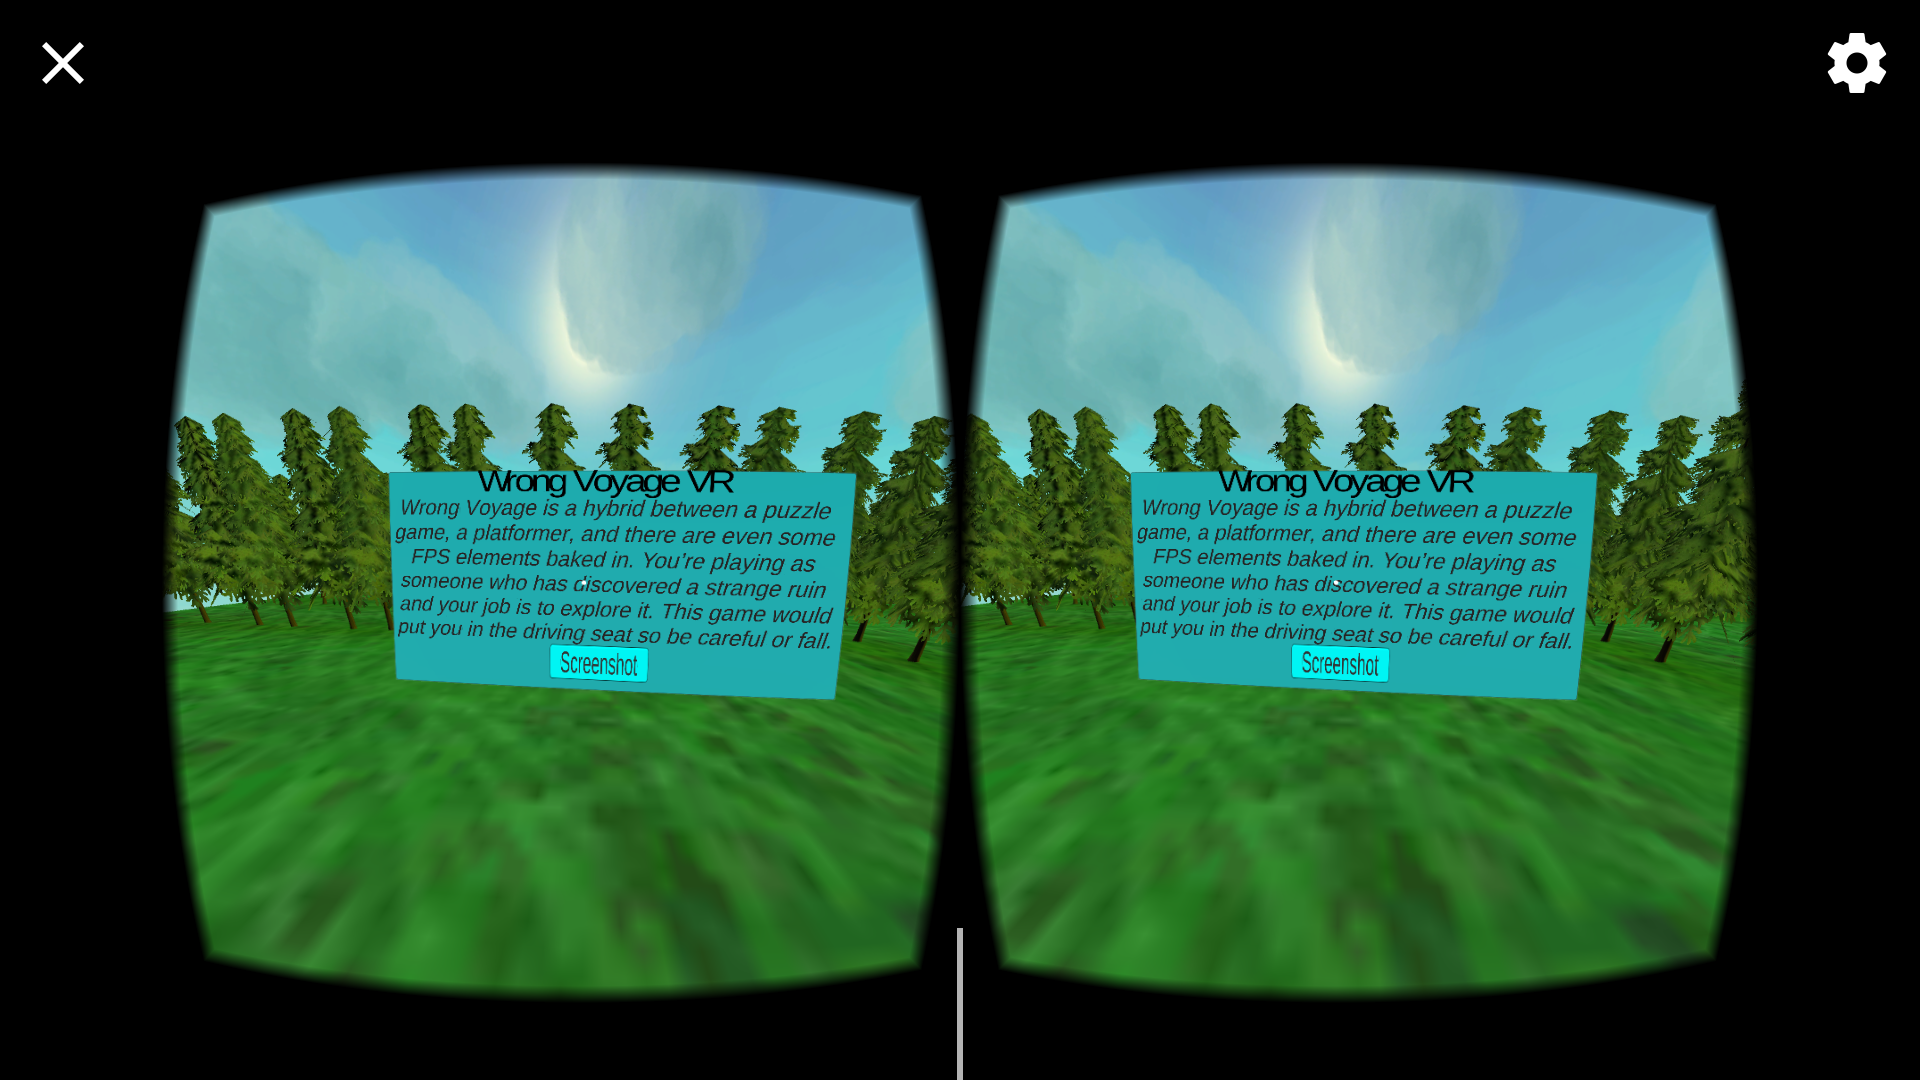 Wrong Voyage VR
Wrong Voyage is a hybrid between a puzzle
game, a platformer, and there are even some
FPS elements baked in. You're playing as
someone who has discovered a strange ruin
and your job is to explore it. This game would
put you in the driving seat so be careful or fall.
Screenshot
Wrong Voyage VR
Wrong Voyage is a hybrid between a puzzle
game, a platformer, and there are even some
FPS elements baked in. You're playing as
someone who has discovered a strange ruin
and your job is to explore it. This game would
put you in the driving seat so be careful or fall.
Screenshot